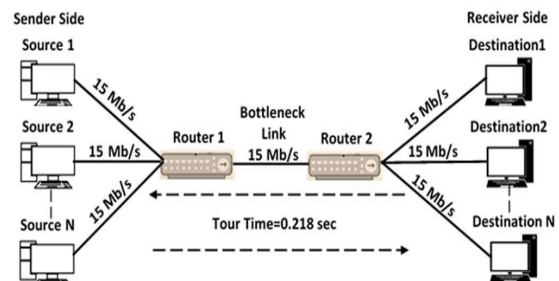 Sender Side
Source 1
15 Mb/s
Source 2
15 Mb/s
15 Mb/s
Source N
Router 1
Bottleneck
Link
15 Mb/s
Router 2
Tour Time=0.218 sec
Receiver Side
Destination1
15 Mb/s
Destination2
15 Mb/s
15 Mb/s
Destination N